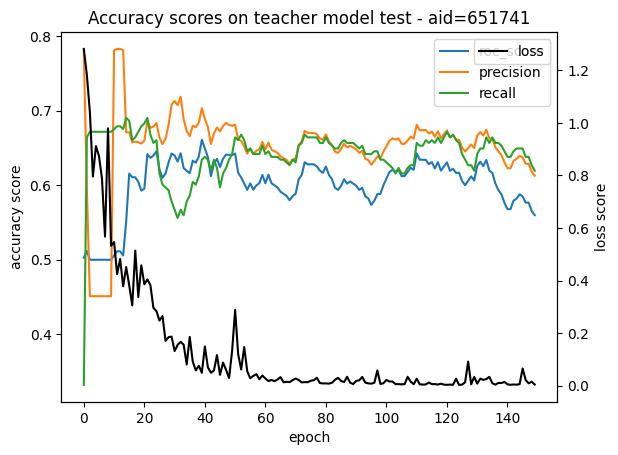 Accuracy scores on teacher model test - aid=651741
accuracy score
0.8
0.7
0.6
0.5
0.4
loss
precision
recall
1.2
1.0
0.8
0.6
0.4
0.2
0.0
loss score
0 20 40 60 80 100 120 140
epoch